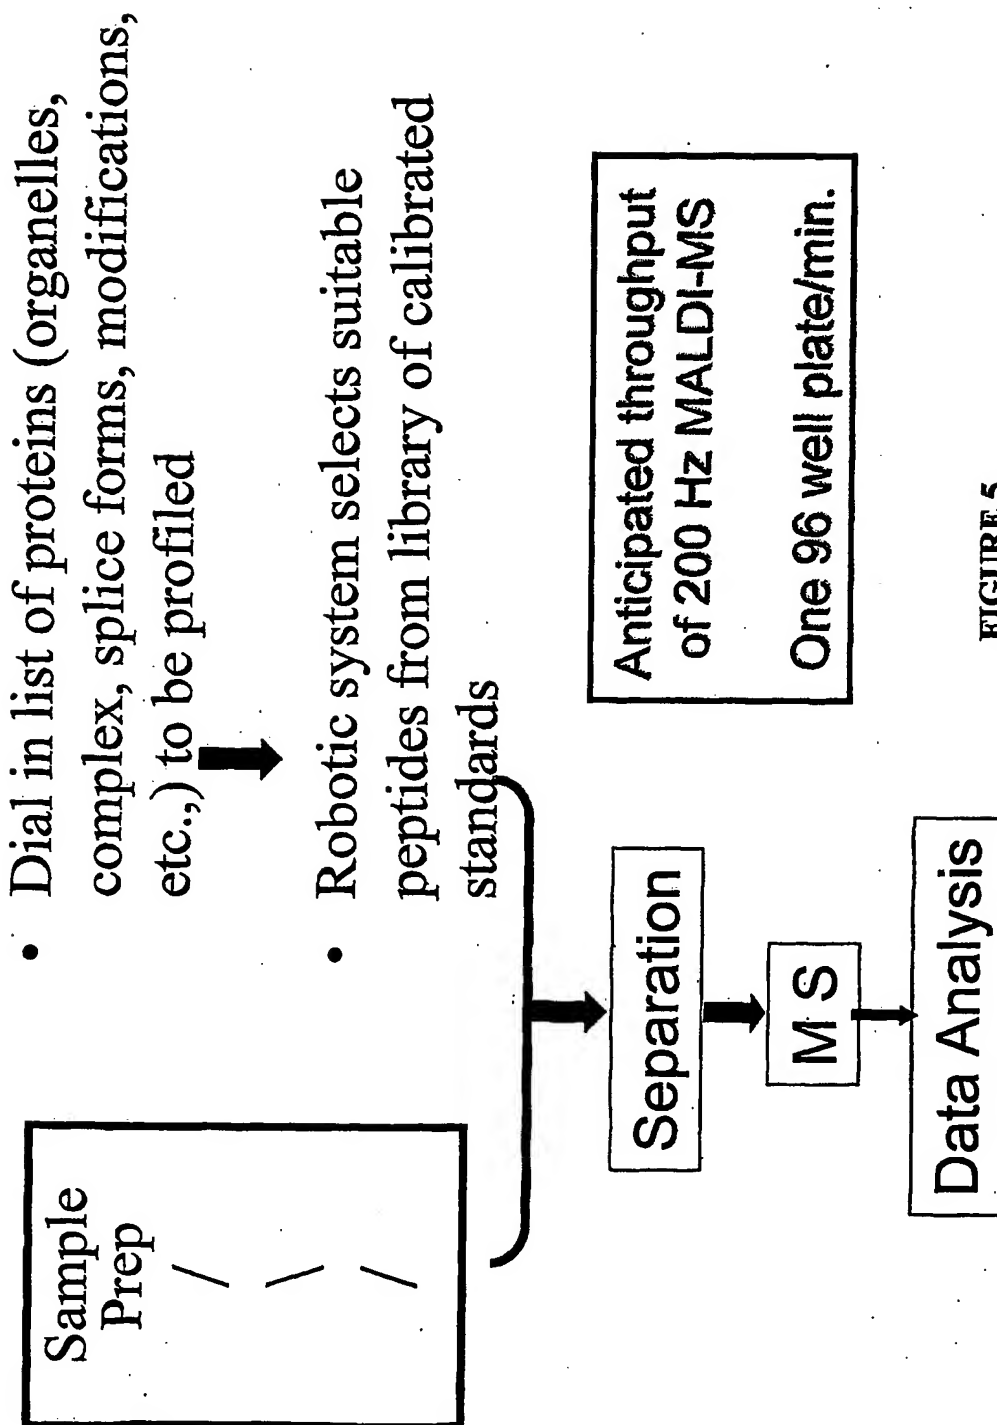 Sample
Prep
• Dial in list of proteins (organelles,
complex, splice forms, modifications,
etc.,) to be profiled
• Robotic system selects suitable
peptides from library of calibrated
standards
Separation
M S
Data Analysis
Anticipated throughput
of 200 Hz MALDI-MS
One 96 well plate/min.
FIGURE 5